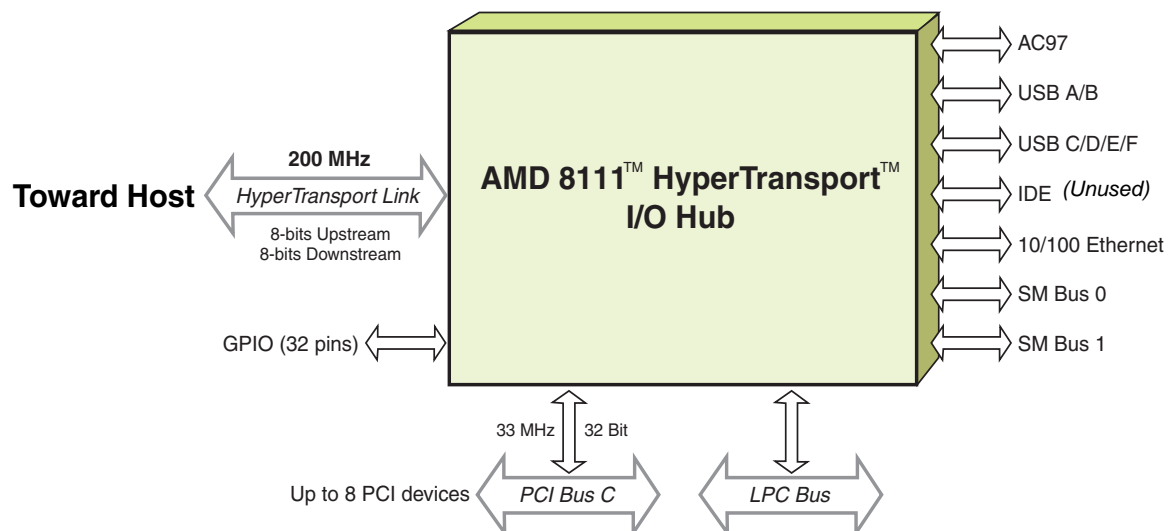 AC97
USB A/B
USB C/D/E/F
IDE (Unused)
10/100 Ethernet
SM Bus 0
SM Bus 1
AMD 8111™ HyperTransport™
I/O Hub
200 MHz
Toward Host
HyperTransport Link
8-bits Upstream
8-bits Downstream
GPIO (32 pins)
33 MHz
32 Bit
Up to 8 PCI devices
PCI Bus C
LPC Bus